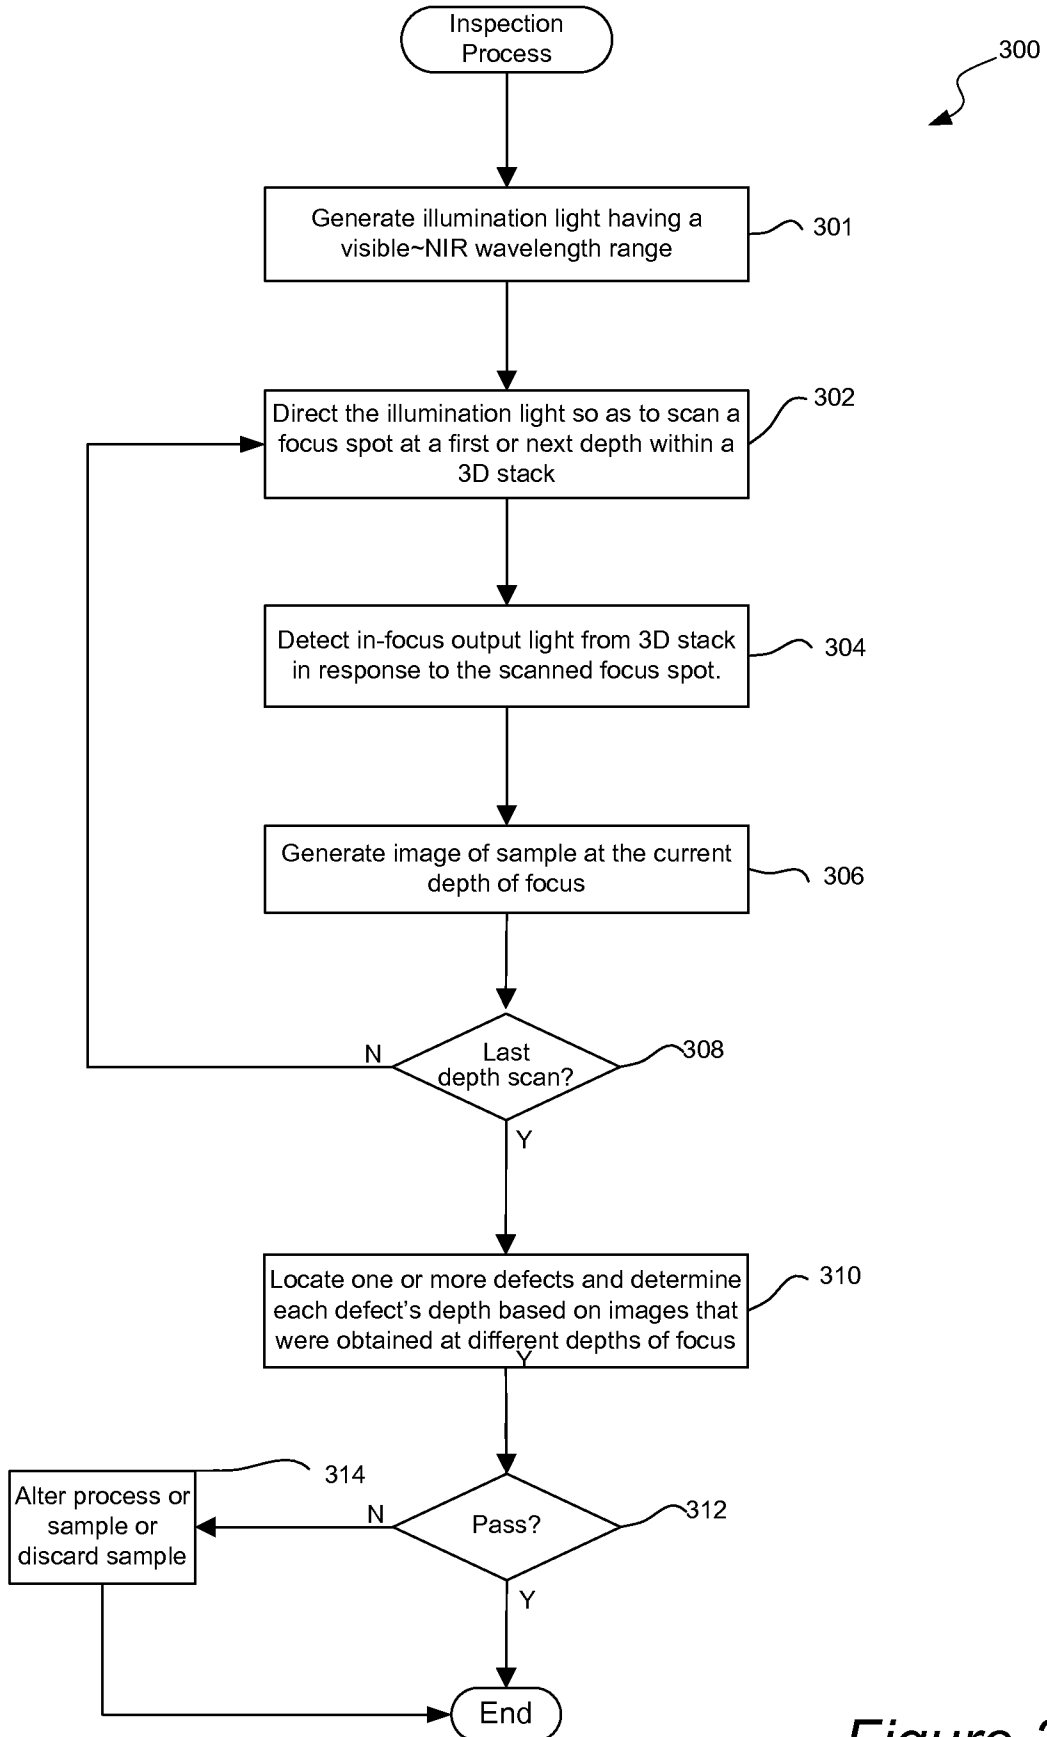 Inspection
Process
300
Generate illumination light having a
visible~NIR wavelength range
301
Direct the illumination light so as to scan a
focus spot at a first or next depth within a
3D stack
302
Detect in-focus output light from 3D stack
in response to the scanned focus spot.
304
Generate image of sample at the current
depth of focus
306
Last
depth scan?
308
N
Y
Locate one or more defects and determine
each defect's depth based on images that
were obtained at different depths of focus
Y
310
314
Alter process or
sample or
discard sample
N
Pass?
312
Y
End
Figure